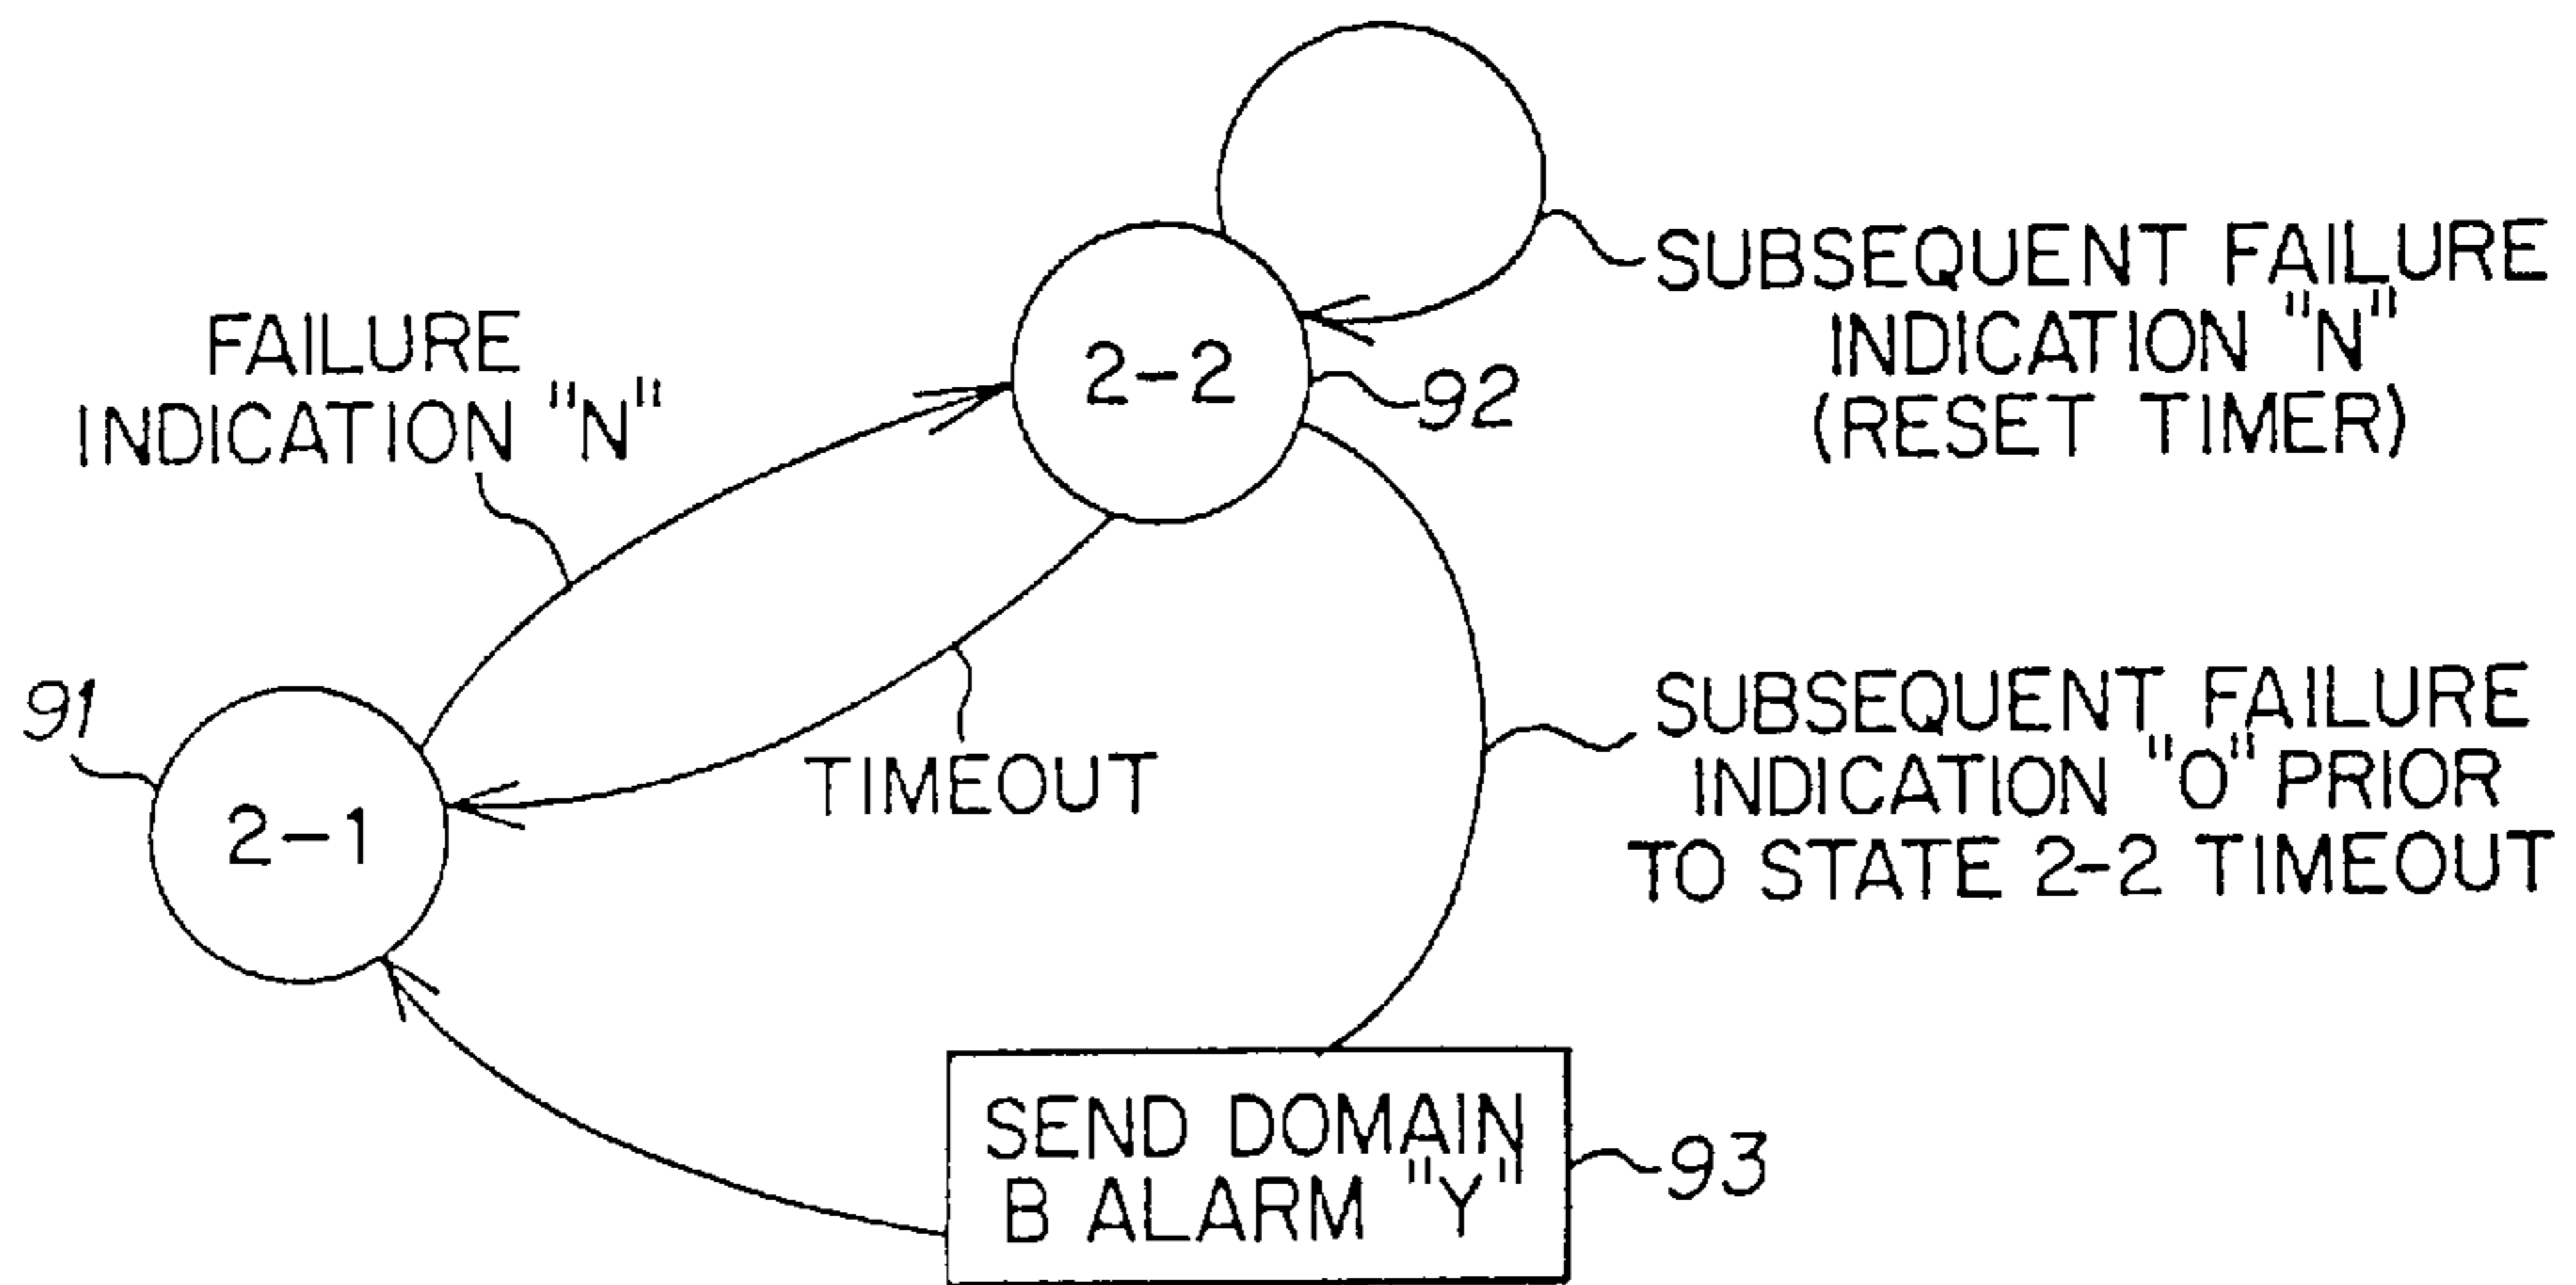 FAILURE
INDICATION "N"
2-2
92
SUBSEQUENT FAILURE
INDICATION "N"
(RESET TIMER)
91
2-1
TIMEOUT
SUBSEQUENT FAILURE
INDICATION "O" PRIOR
TO STATE 2-2 TIMEOUT
SEND DOMAIN
B ALARM "Y"
93